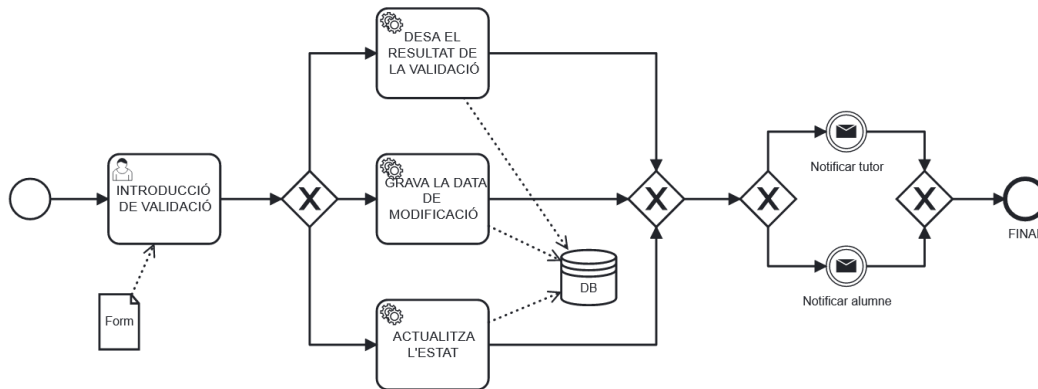 DESA EL
RESULTAT DE
LA VALIDACIÓ
INTRODUCCIÓ
DE VALIDACIÓ
GRAVA LA DATA
DE
MODIFICACIÓ
Notificar tutor
FINAL
Form
DB
Notificar alumne
ACTUALITZA
L'ESTAT